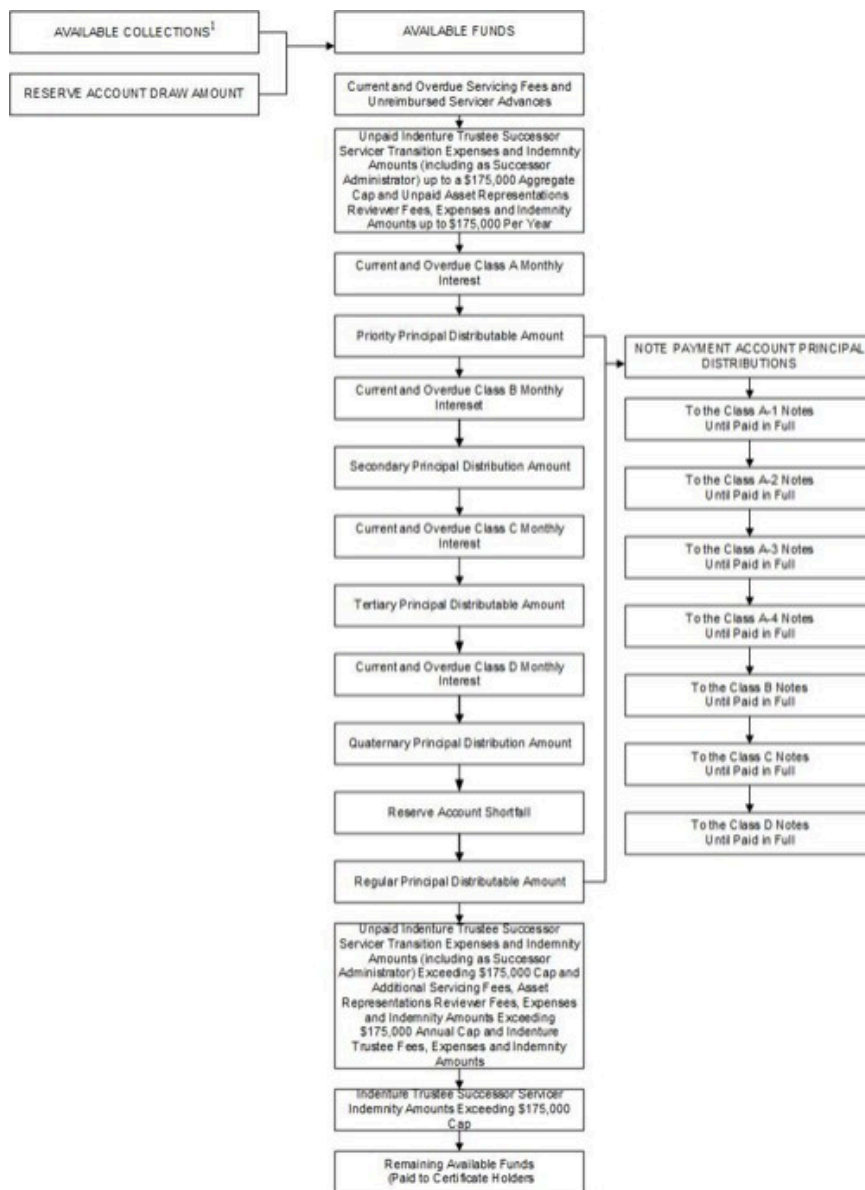 AVAILABLE COLLECTIONS1
AVAILABLE FUNDS
RESERVE ACCOUNT DRAW AMOUNT
Current and Overdue Servicing Fees and
Unreimbursed Servicer Advances
Unpaid Indenture Trustee Successor
Servicer Transition Expenses and Indemnity
Amounts (including as Successor
Administrator) up to a $175,000 Aggregate
Cap and Unpaid Asset Representations
Reviewer Fees, Expenses and Indemnity
Amounts up to $175,000 Per Year
Current and Overdue Class A Monthly
Interest
Priority Principal Distributable Amount
Current and Overdue Class B Monthly
Intereset
Secondary Principal Distribution Amount
Current and Overdue Class C Monthly
Interest
Tertiary Principal Distributable Amount
Current and Overdue Class D Monthly
Interest
Quaternary Principal Distribution Amount
Reserve Account Shortfall
Regular Principal Distributable Amount
Unpaid Indenture Trustee Successor
Servicer Transition Expenses and Indemnity
Amounts (including as Successor
Administrator) Exceeding $175,000 Cap and
Additional Servicing Fees, Asset
Representations Reviewer Fees, Expenses
and Indemnity Amounts Exceeding
$175,000 Annual Cap and Indenture
Trustee Fees, Expenses and Indemnity
Amounts
Indenture Trustee Successor Servicer
Indemnity Amounts Exceeding $175,000
Cap
Remaining Available Funds
(Paid to Certificate Holders
NOTE PAYMENT ACCOUNT PRINCIPAL
DISTRIBUTIONS
To the Class A-1 Notes
Until Paid in Full
To the Class A-2 Notes
Until Paid in Full
To the Class A-3 Notes
Until Paid in Full
To the Class A-4 Notes
Until Paid in Full
To the Class B Notes
Until Paid in Full
To the Class C Notes
Until Paid in Full
To the Class D Notes
Until Paid in Full